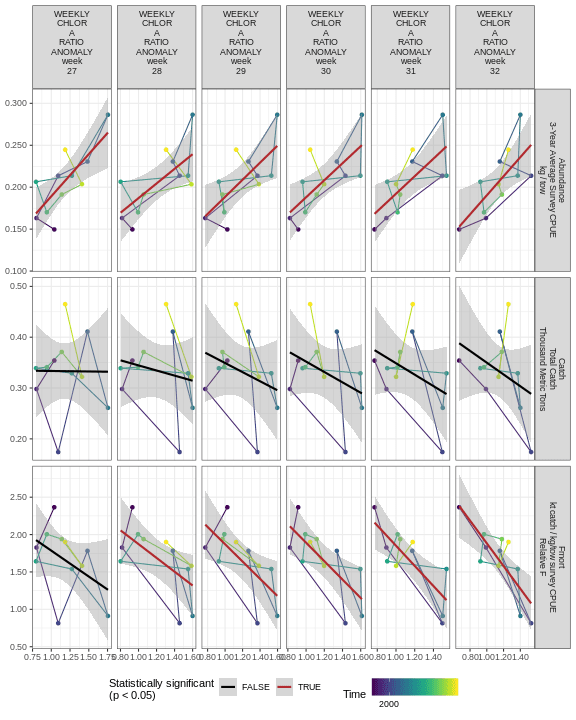 WEEKLY
CHLOR
A
RATIO
ANOMALY
week
27
WEEKLY
CHLOR
A
RATIO
ANOMALY
week
28
WEEKLY
CHLOR
A
RATIO
ANOMALY
week
29
WEEKLY
CHLOR
A
RATIO
ANOMALY
week
30
WEEKLY
CHLOR
A
RATIO
ANOMALY
week
31
WEEKLY
CHLOR
A
RATIO
ANOMALY
week
32
0.300
0.250
0.200
0.150
0.100
Abundance
3-Year Average Survey CPUE
kg / tow
0.50
0.40
0.30
0.20
Catch
Total Catch
Thousand Metric Tons
2.50
2.00
1.50
1.00
0.50
Fmort
kt catch / kg/tow survey CPUE
Relative F
0.75 1.00 1.25 1.50 1.75
0.80 1.00 1.20 1.40 1.60
0.80 1.00 1.20 1.40 1.60
0.80 1.00 1.20 1.40 1.60
0.80 1.00 1.20 1.40
0.80 1.00 1.20 1.40
Statistically significant
(p < 0.05)
FALSE
TRUE
Time
2000